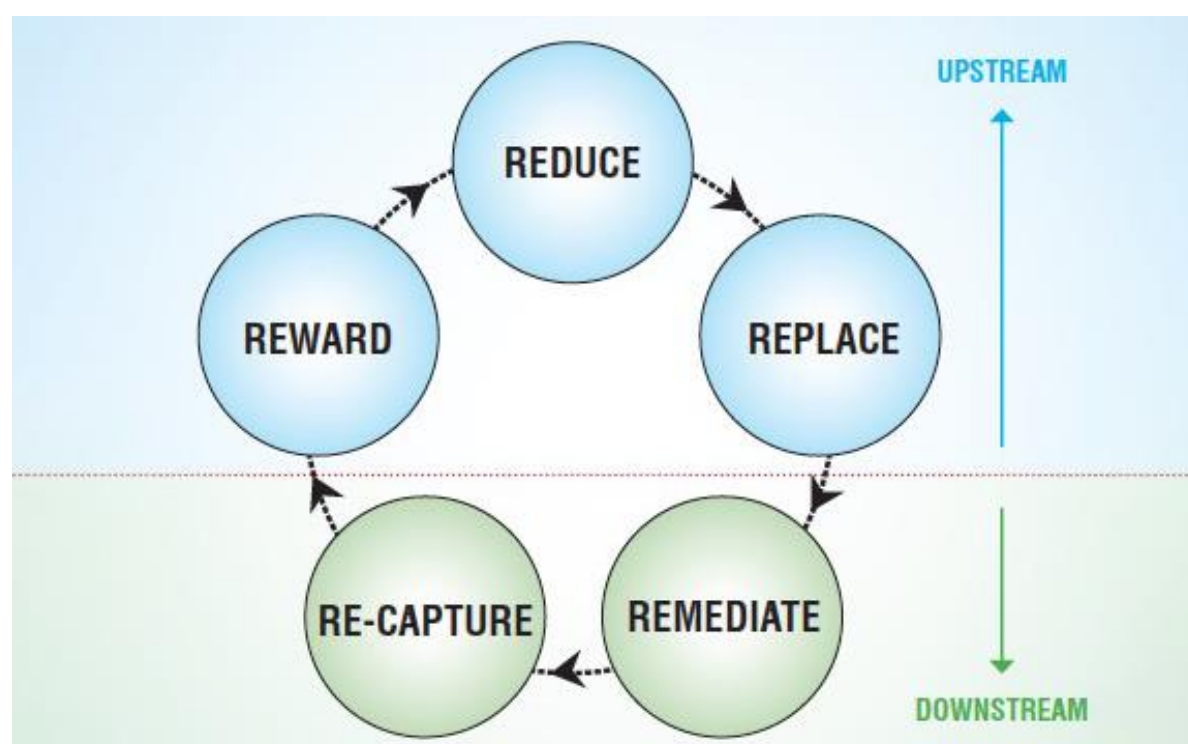 UPSTREAM
REDUCE
REWARD
REPLACE
RE-CAPTURE
REMEDIATE
DOWNSTREAM